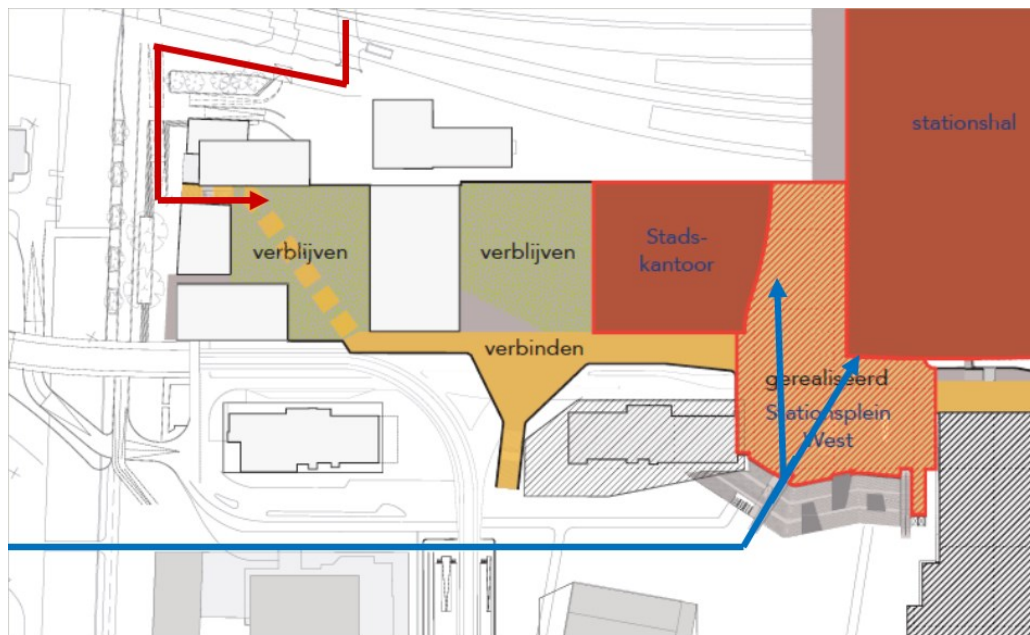 stationshal
Stads-
kantoor
verblijven
verblijven
verbinden
gerealiseerd
Stationsplein
West